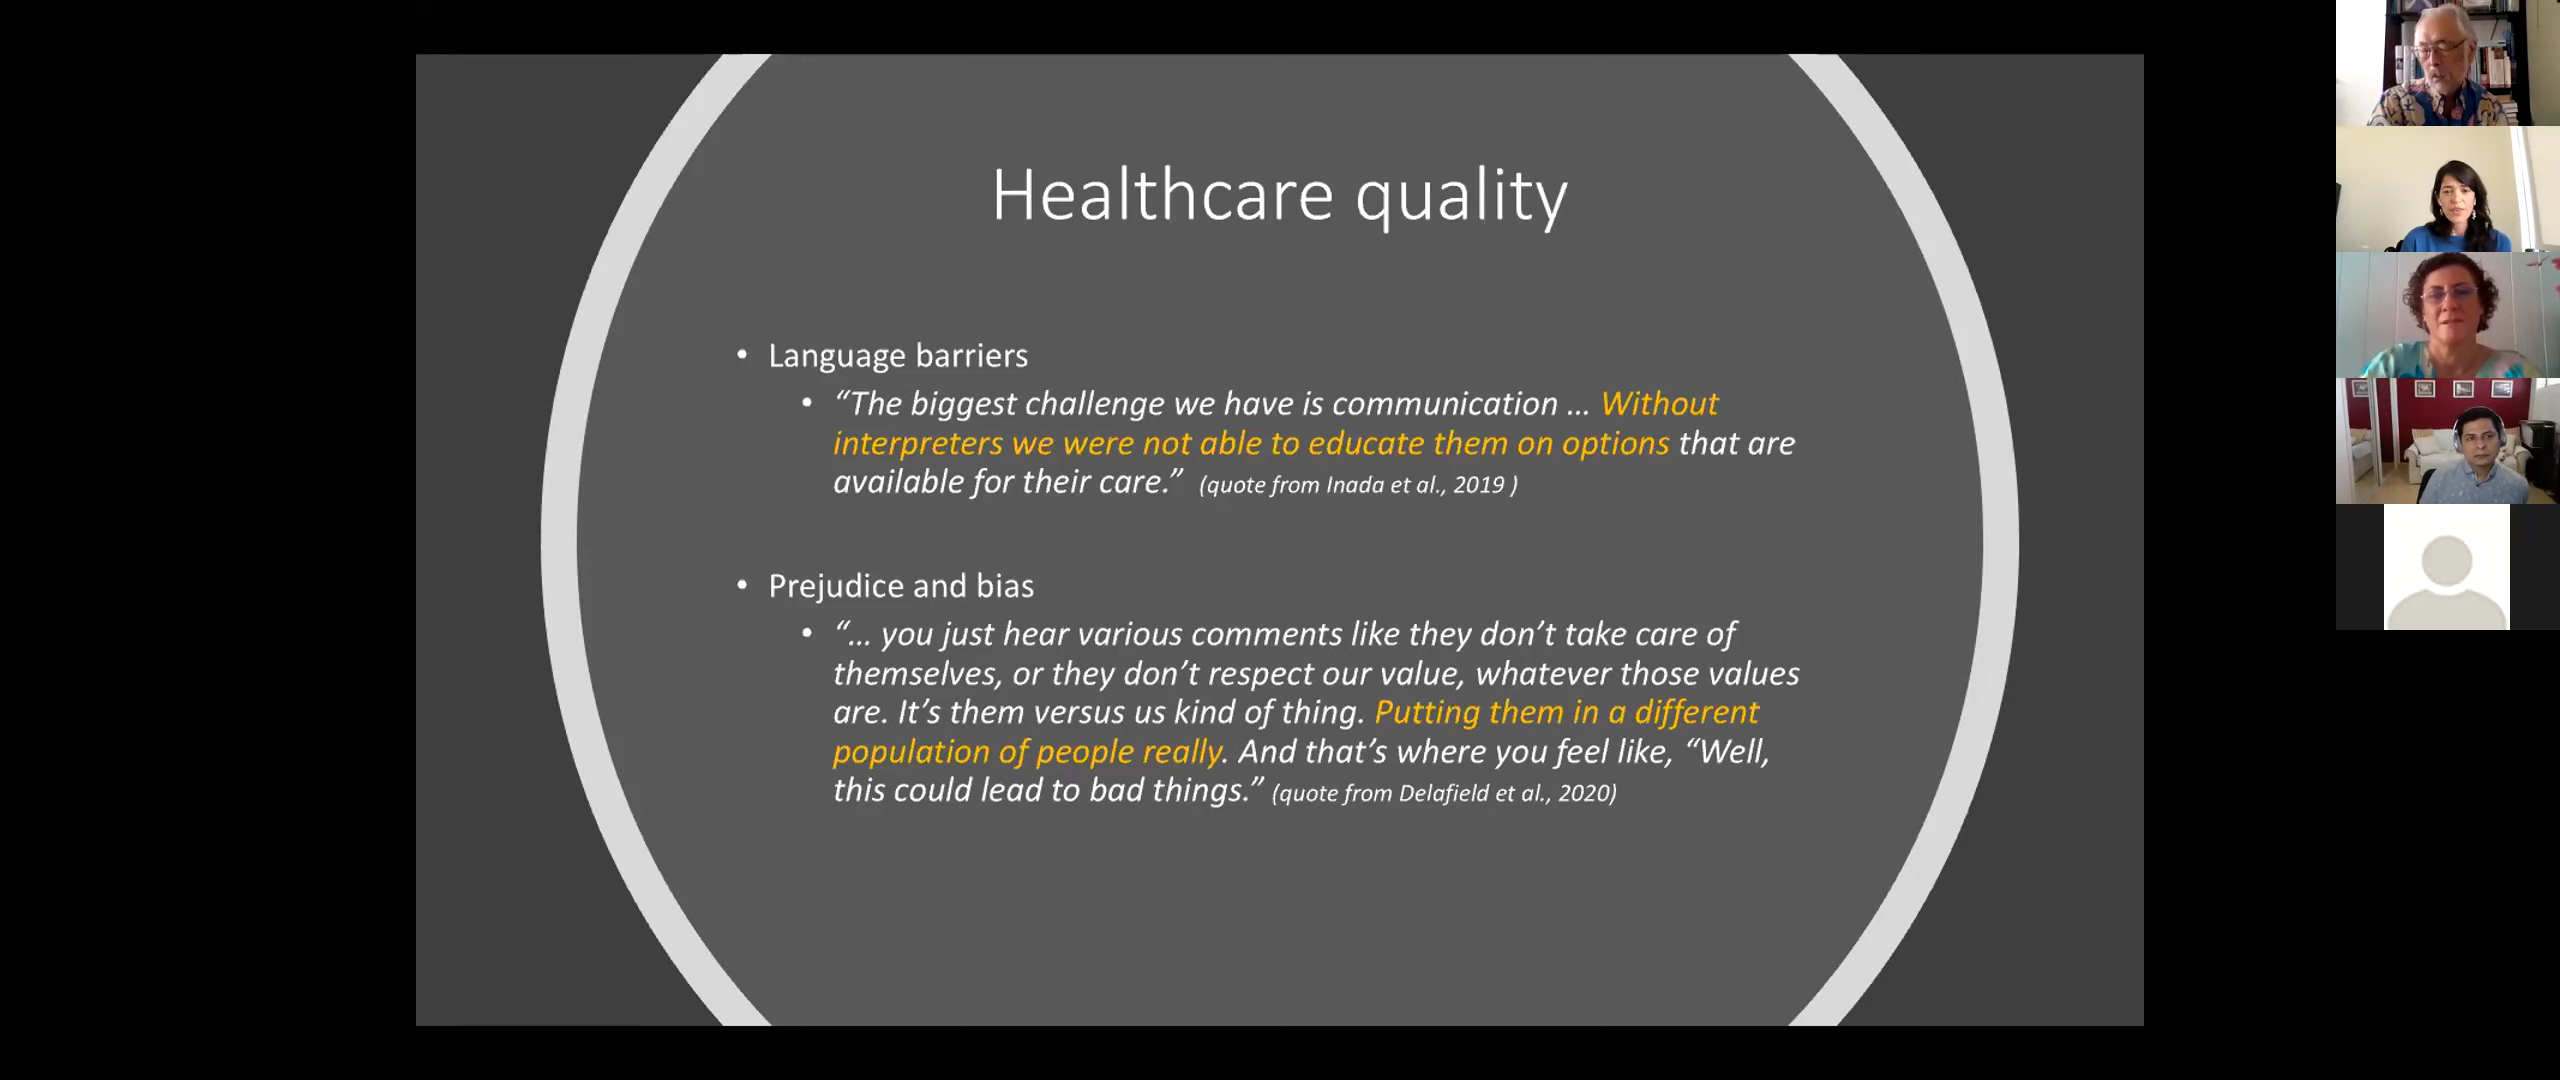 Healthcare quality
• Language barriers
• “The biggest challenge we have is communication … Without
interpreters we were not able to educate them on options that are
available for their care.” (quote from Inada et al., 2019 )
• Prejudice and bias
• “… you just hear various comments like they don’t take care of
themselves, or they don’t respect our value, whatever those values
are. It’s them versus us kind of thing. Putting them in a different
population of people really. And that’s where you feel like, “Well,
this could lead to bad things.” (quote from Delafield et al., 2020)